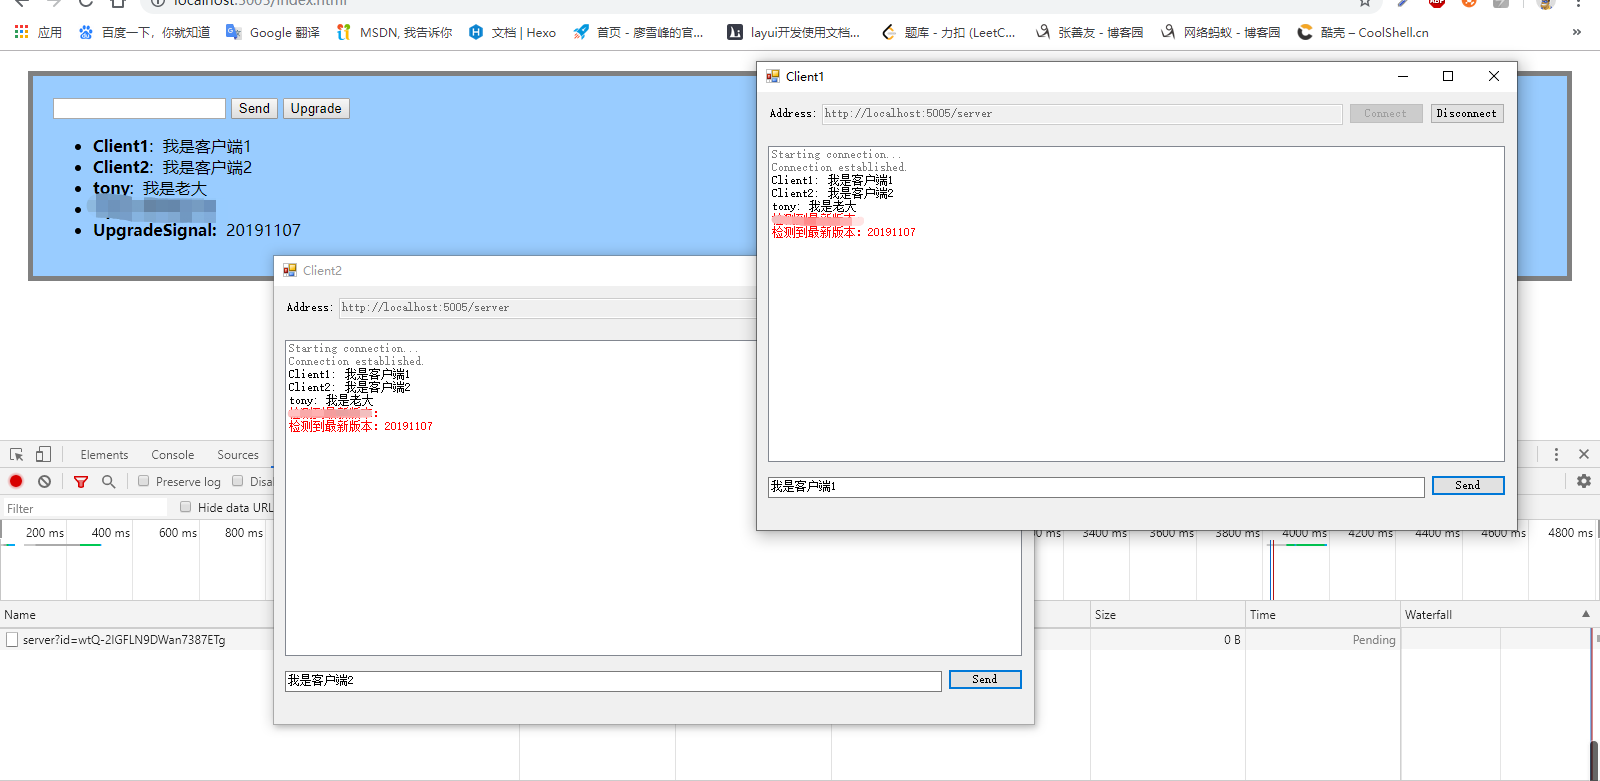 localhost:5005/index.html
应用 百度一下，你就知道 Google 翻译 MSDN, 我告诉你 文档 | Hexo 首页 - 廖雪峰的官... layui开发使用文档... 题库 - 力扣 (LeetC... 张善友 - 博客园 网络蚂蚁 - 博客园 酷壳 – CoolShell.cn »
Send Upgrade
Client1: 我是客户端1
Client2: 我是客户端2
tony: 我是老大
UpgradeSignal: 20191107
Client1
Address: http://localhost:5005/server Connect Disconnect
Starting connection...
Connection established.
Client1: 我是客户端1
Client2: 我是客户端2
tony: 我是老大
检测到最新版本: 20191107
我是客户端1 Send
Client2
Address: http://localhost:5005/server
Starting connection...
Connection established.
Client1: 我是客户端1
Client2: 我是客户端2
tony: 我是老大
检测到最新版本: 20191107
我是客户端2 Send
Elements Console Sources
Preserve log Disa
Filter Hide data URL
200 ms 400 ms 600 ms 800 ms 00 ms 3400 ms 3600 ms 3800 ms 4000 ms 4200 ms 4400 ms 4600 ms 4800 ms
Name Size Time Waterfall
server?id=wtQ-2IGFLN9DWan7387ETg 0 B Pending